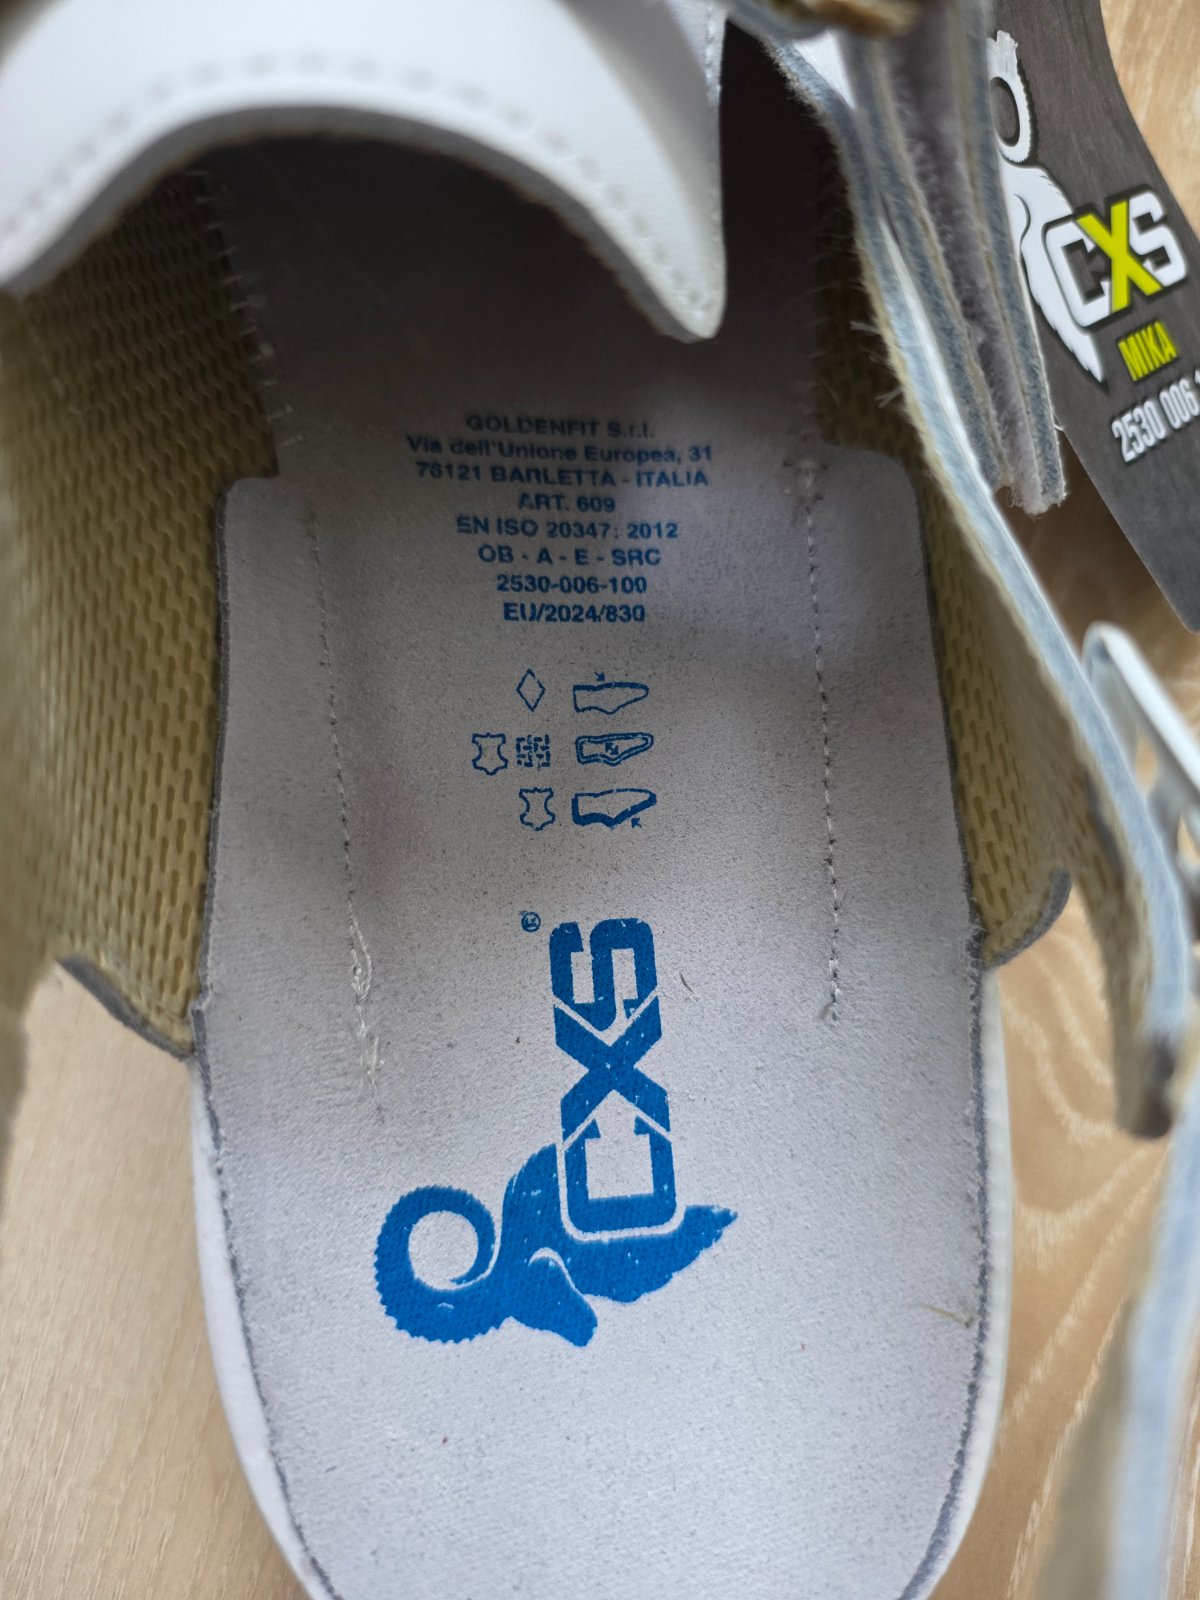 GOLDENFIT S.r.l.
Via dell'Unione Europea, 31
76121 BARLETTA - ITALIA
ART. 609
EN ISO 20347: 2012
OB - A - E - SRC
2530-006-100
EU/2024/830
CXS
CXS
MIKA
2530 006